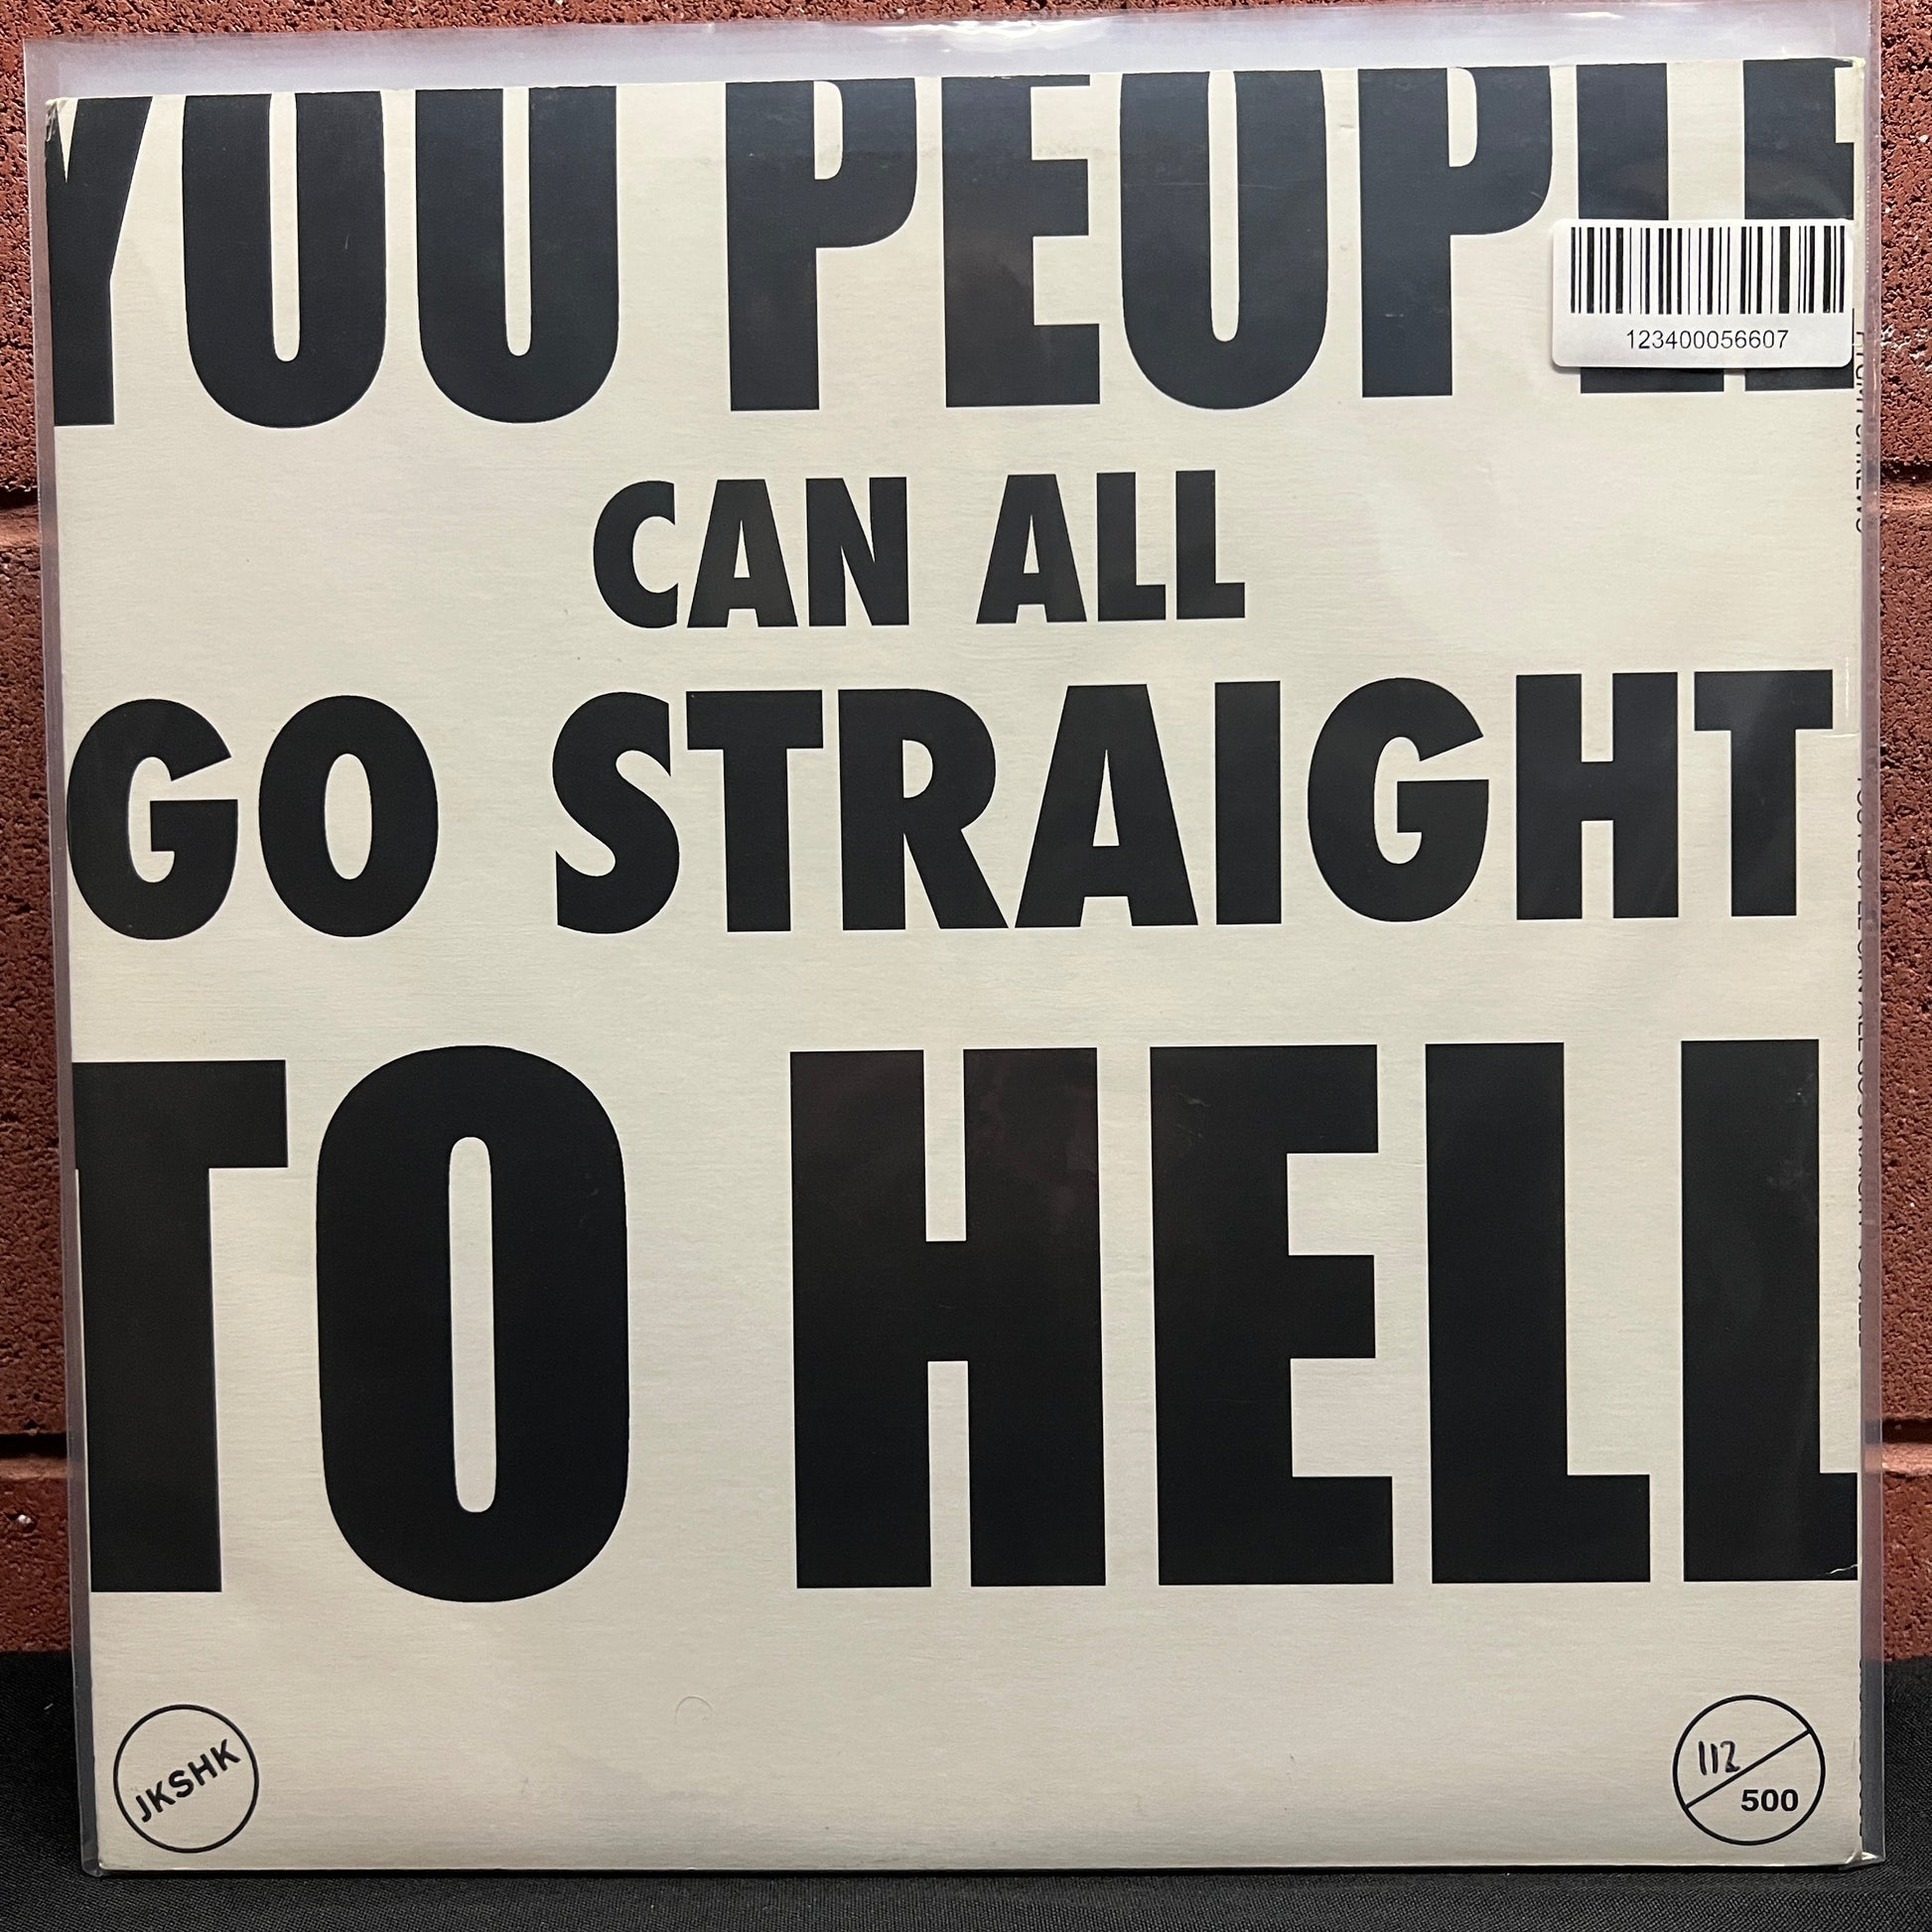 YOU PEOPLE
123400056607
CAN ALL
GO STRAIGHT
TO HELL
JKSHK
112
500